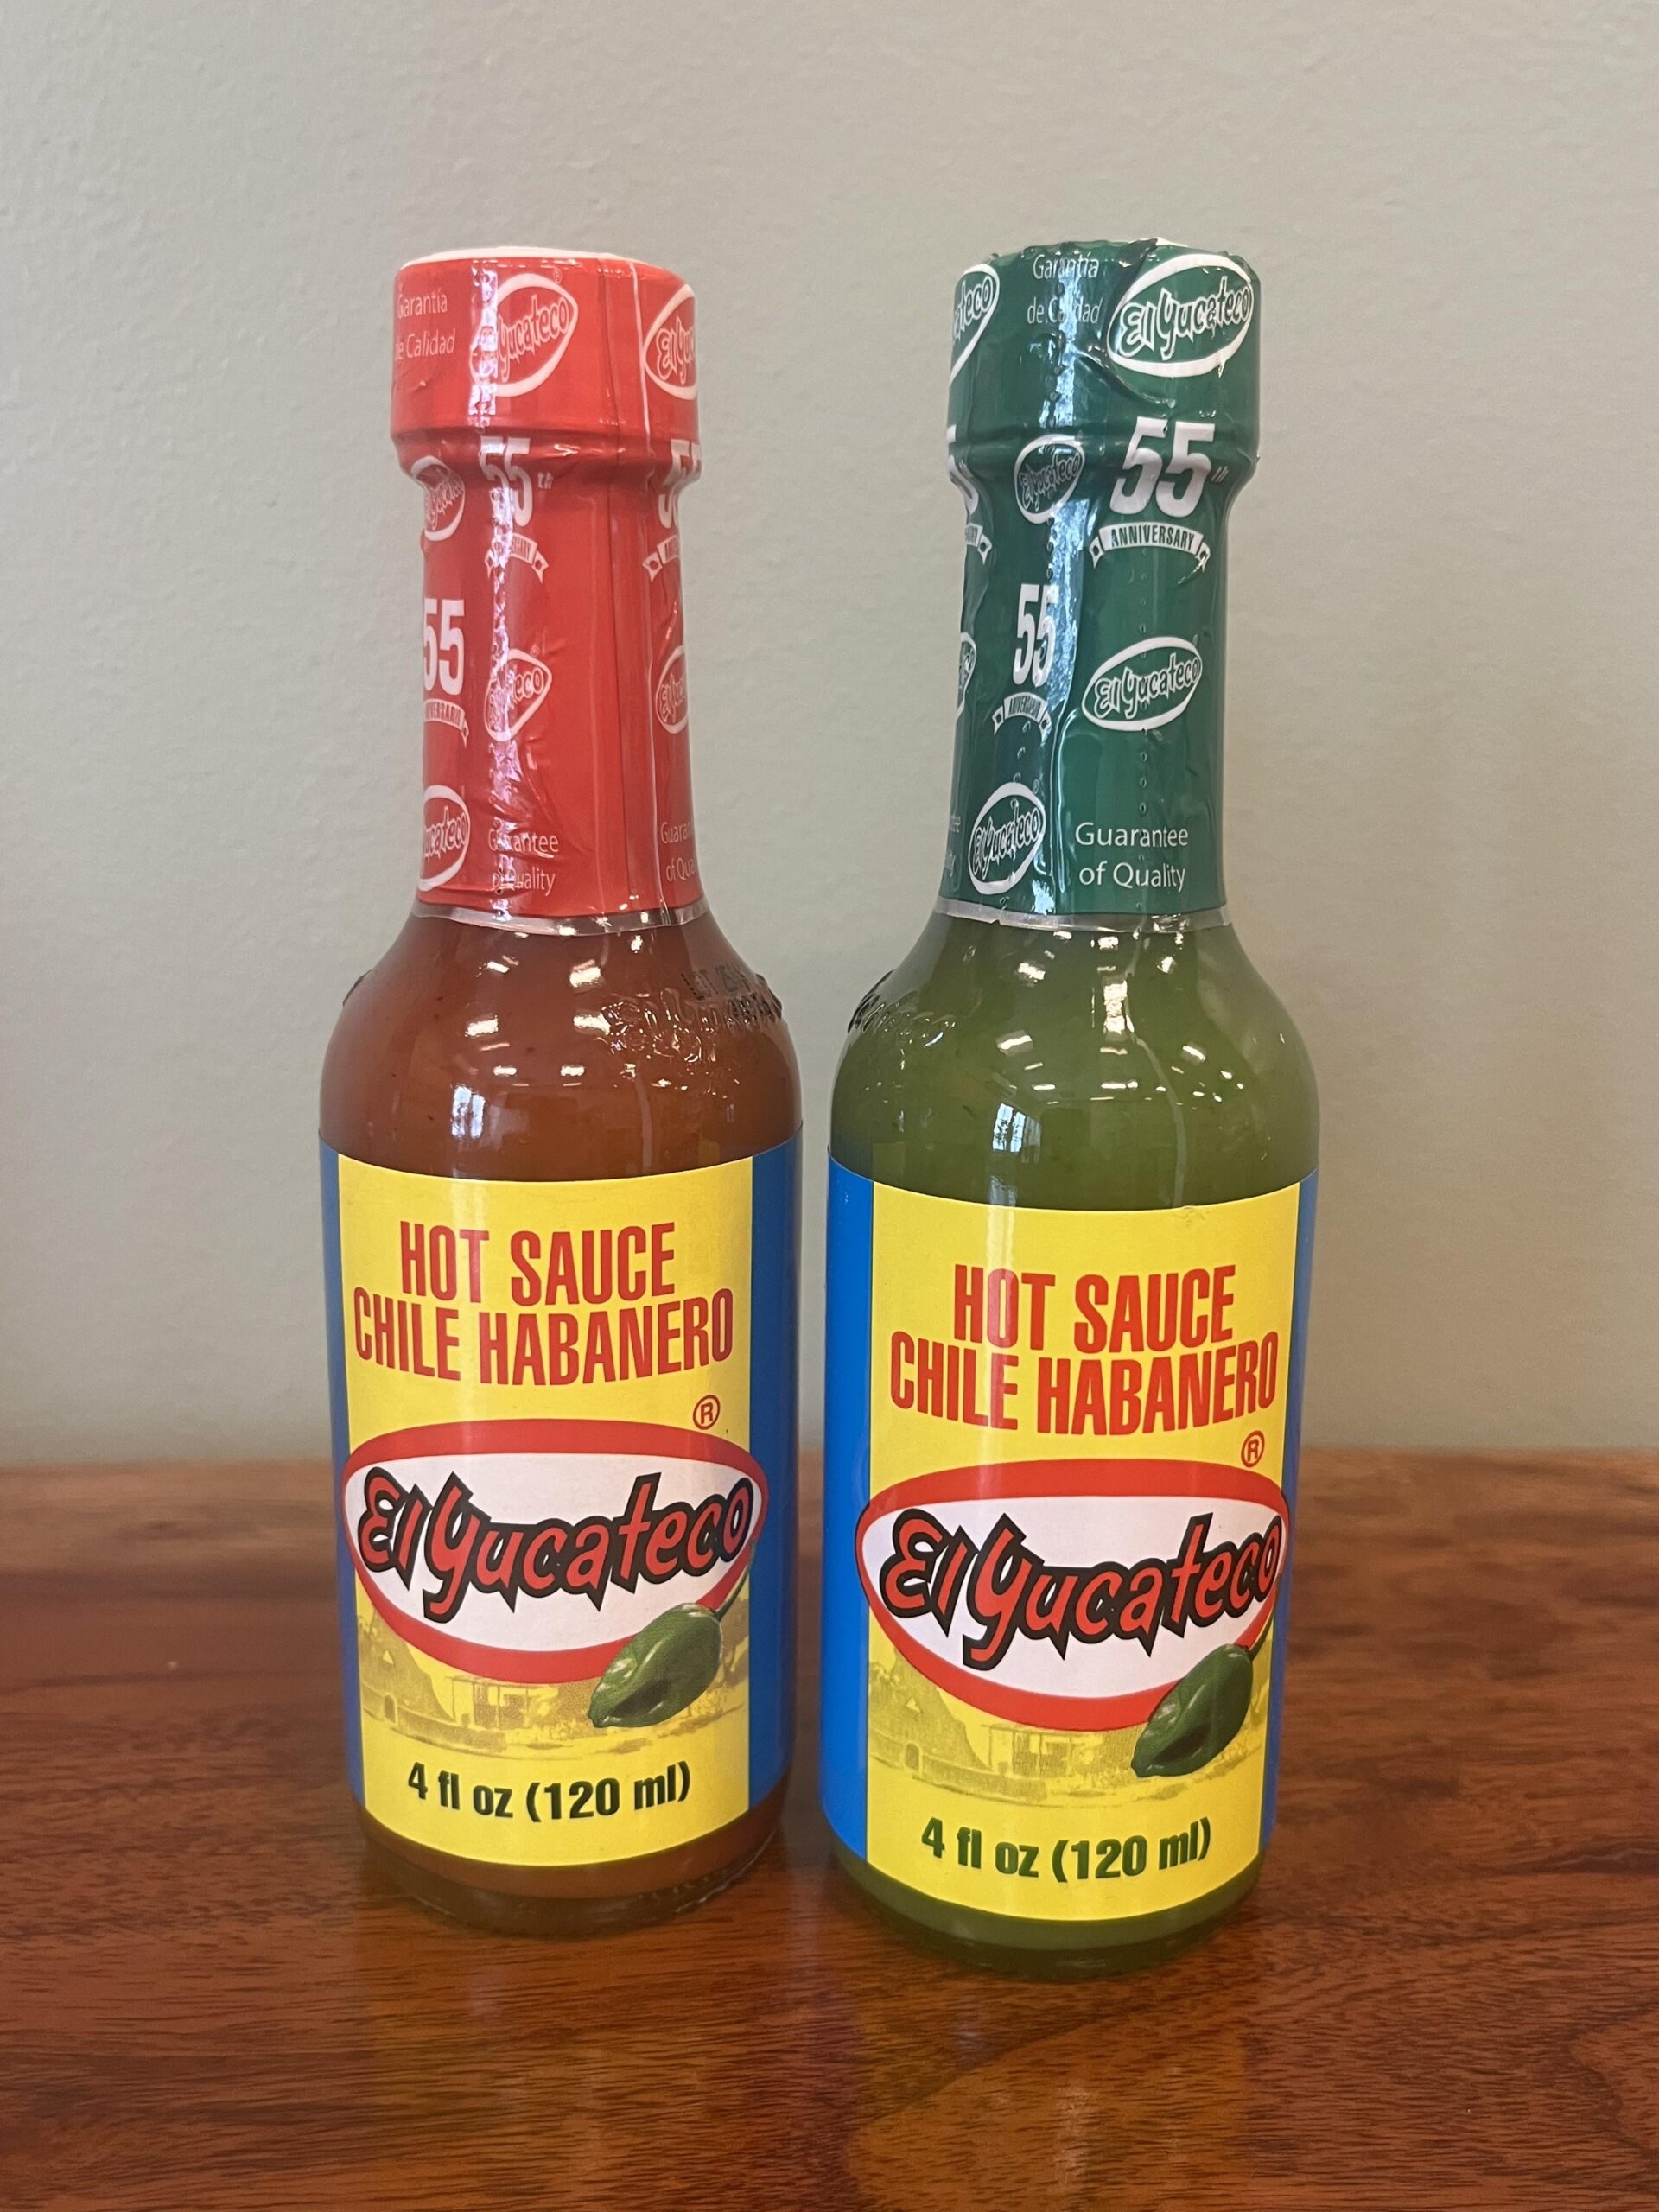 Garantía
de Calidad
El Yucateco
55th
55
Guarantee
of Quality
HOT SAUCE
CHILE HABANERO
®
El Yucateco
4 fl oz (120 ml)
Garantía
de Calidad
El Yucateco
El Yucateco
55th
ANNIVERSARY
55
ANIVERSARIO
El Yucateco
El Yucateco
Guarantee
of Quality
HOT SAUCE
CHILE HABANERO
®
El Yucateco
4 fl oz (120 ml)